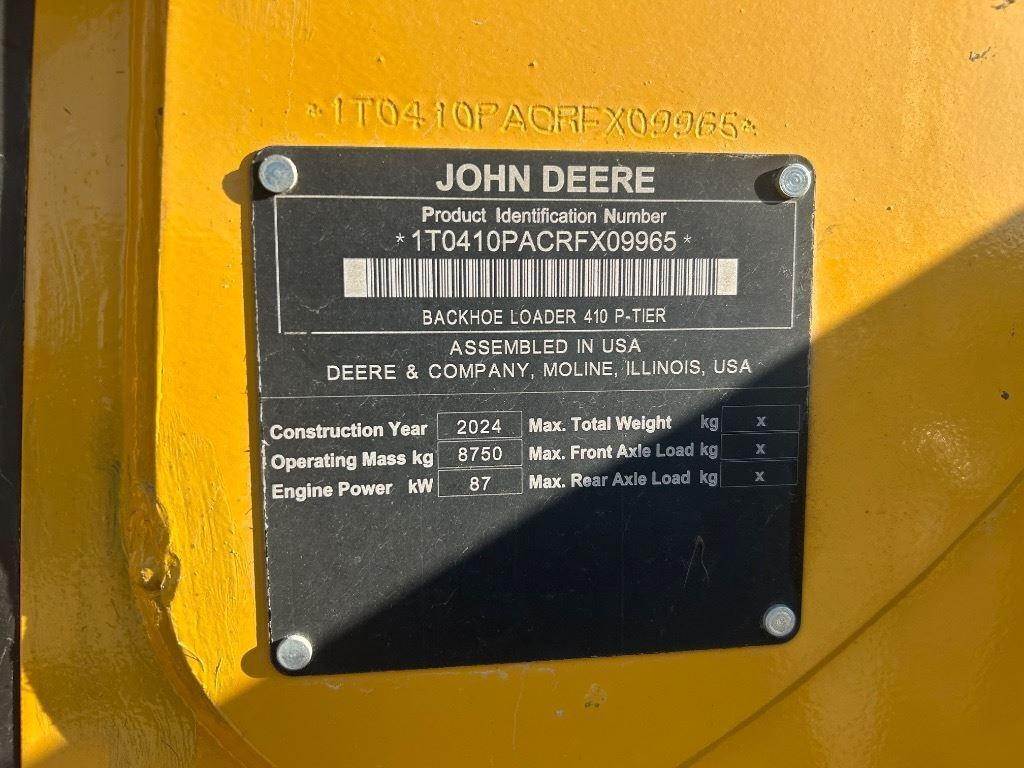 *1T0410PACRFX09965*
JOHN DEERE
Product Identification Number
*1T0410PACRFX09965*
BACKHOE LOADER 410 P-TIER
ASSEMBLED IN USA
DEERE & COMPANY, MOLINE, ILLINOIS, USA
Construction Year 2024 Max. Total Weight kg x
Operating Mass kg 8750 Max. Front Axle Load kg x
Engine Power kW 87 Max. Rear Axle Load kg x